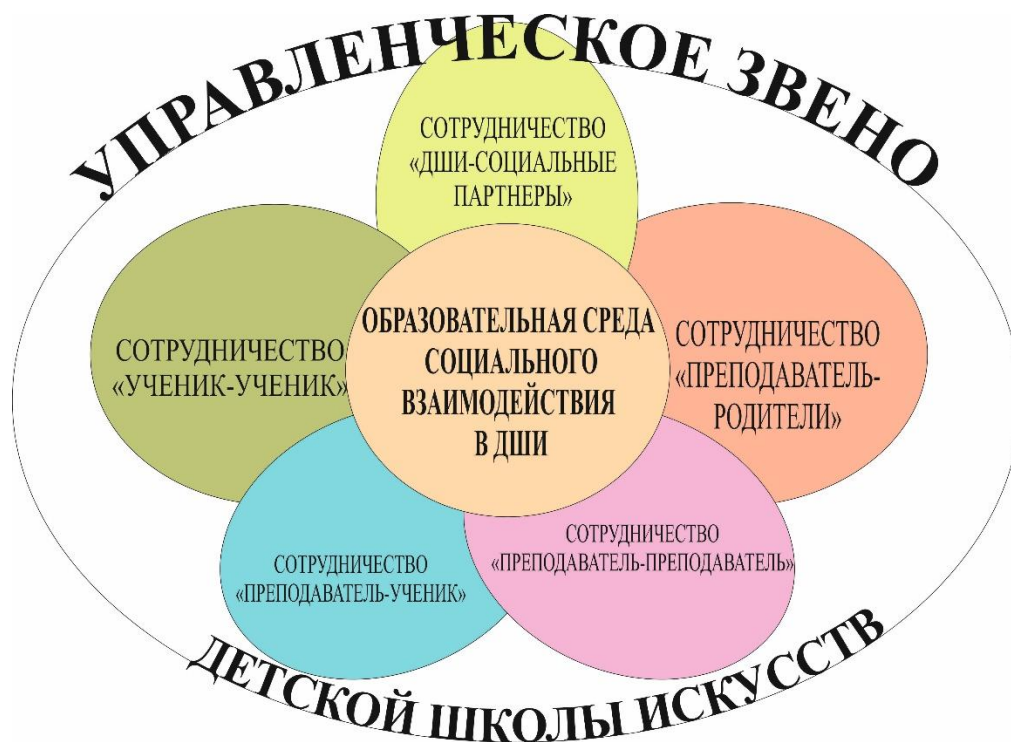 УПРАВЛЕНЧЕСКОЕ ЗВЕНО
СОТРУДНИЧЕСТВО
«ДШИ-СОЦИАЛЬНЫЕ
ПАРТНЕРЫ»
СОТРУДНИЧЕСТВО
«УЧЕНИК-УЧЕНИК»
ОБРАЗОВАТЕЛЬНАЯ СРЕДА
СОЦИАЛЬНОГО
ВЗАИМОДЕЙСТВИЯ
В ДШИ
СОТРУДНИЧЕСТВО
«ПРЕПОДАВАТЕЛЬ-
РОДИТЕЛИ»
СОТРУДНИЧЕСТВО
«ПРЕПОДАВАТЕЛЬ-УЧЕНИК»
СОТРУДНИЧЕСТВО
«ПРЕПОДАВАТЕЛЬ-ПРЕПОДАВАТЕЛЬ»
ДЕТСКОЙ ШКОЛЫ ИСКУССТВ